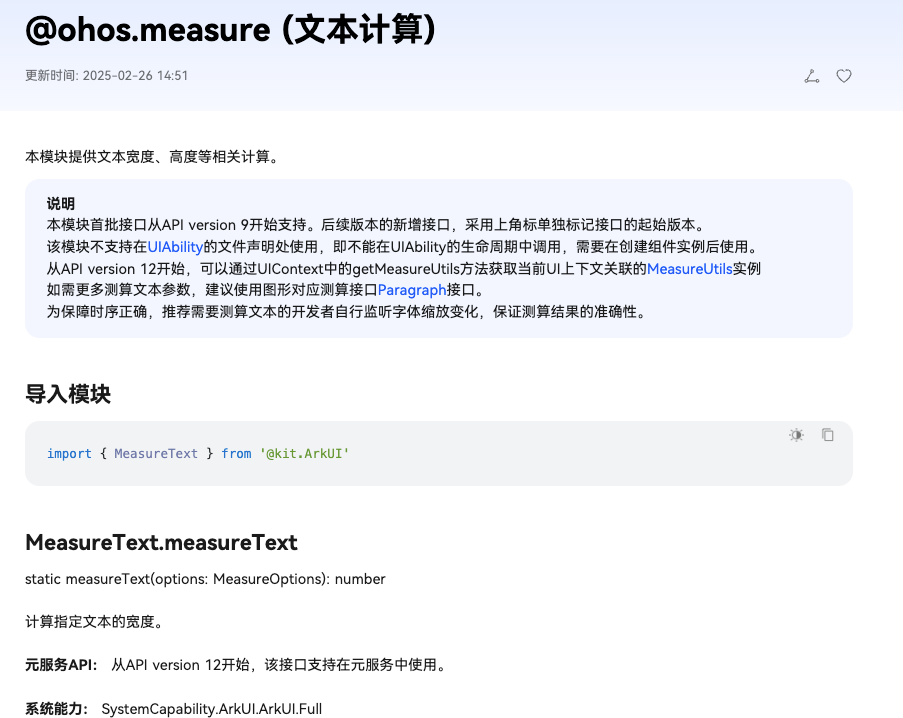 @ohos.measure (文本计算)
更新时间: 2025-02-26 14:51
本模块提供文本宽度、高度等相关计算。
说明
本模块首批接口从API version 9开始支持。后续版本的新增接口，采用上角标单独标记接口的起始版本。
该模块不支持在UIAbility的文件声明处使用，即不能在UIAbility的生命周期中调用，需要在创建组件实例后使用。
从API version 12开始，可以通过UIContext中的getMeasureUtils方法获取当前UI上下文关联的MeasureUtils实例
如需更多测算文本参数，建议使用图形对应测算接口Paragraph接口。
为保障时序正确，推荐需要测算文本的开发者自行监听字体缩放变化，保证测算结果的准确性。
导入模块
import { MeasureText } from '@kit.ArkUI'
MeasureText.measureText
static measureText(options: MeasureOptions): number
计算指定文本的宽度。
元服务API： 从API version 12开始，该接口支持在元服务中使用。
系统能力： SystemCapability.ArkUI.ArkUI.Full